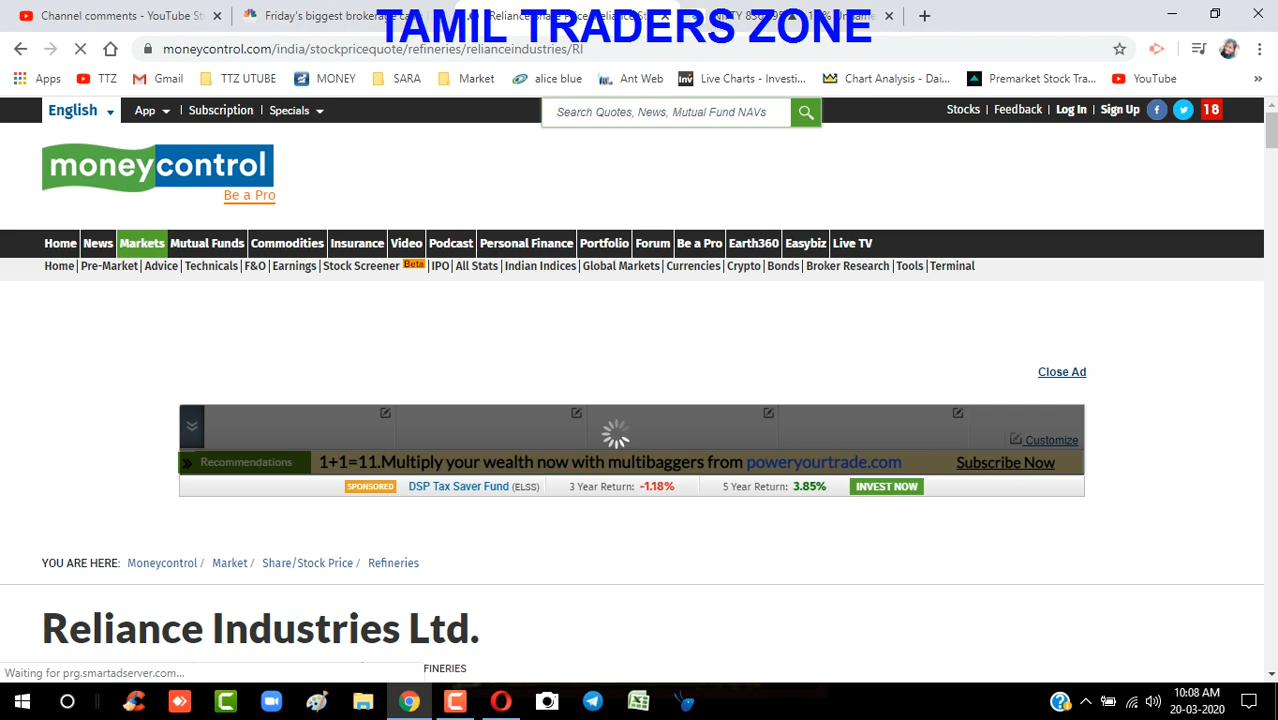 Channel comments - YouTube St
Friday's biggest brokerage ca
Reliance Share Price, Reliance St
NIFTY
TAMIL TRADERS ZONE
moneycontrol.com/india/stockpricequote/refineries/relianceindustries/RI
Apps TTZ Gmail TTZ UTUBE MONEY SARA Market alice blue Ant Web Live Charts - Investi... Chart Analysis - Dai... Premarket Stock Tra... YouTube »
English App Subscription Specials Search Quotes, News, Mutual Fund NAVs Stocks Feedback Log In Sign Up 18
moneycontrol
Be a Pro
Home News Markets Mutual Funds Commodities Insurance Video Podcast Personal Finance Portfolio Forum Be a Pro Earth360 Easybiz Live TV
Home Pre-Market Advice Technicals F&O Earnings Stock Screener Beta IPO All Stats Indian Indices Global Markets Currencies Crypto Bonds Broker Research Tools Terminal
Close Ad
Customize
» Recommendations 1+1=11.Multiply your wealth now with multibaggers from poweryourtrade.com Subscribe Now
SPONSORED DSP Tax Saver Fund (ELSS) 3 Year Return: -1.18% 5 Year Return: 3.85% INVEST NOW
YOU ARE HERE: Moneycontrol / Market / Share/Stock Price / Refineries
Reliance Industries Ltd.
Waiting for prg.smartadserver.com... FINERIES
10:08 AM
20-03-2020